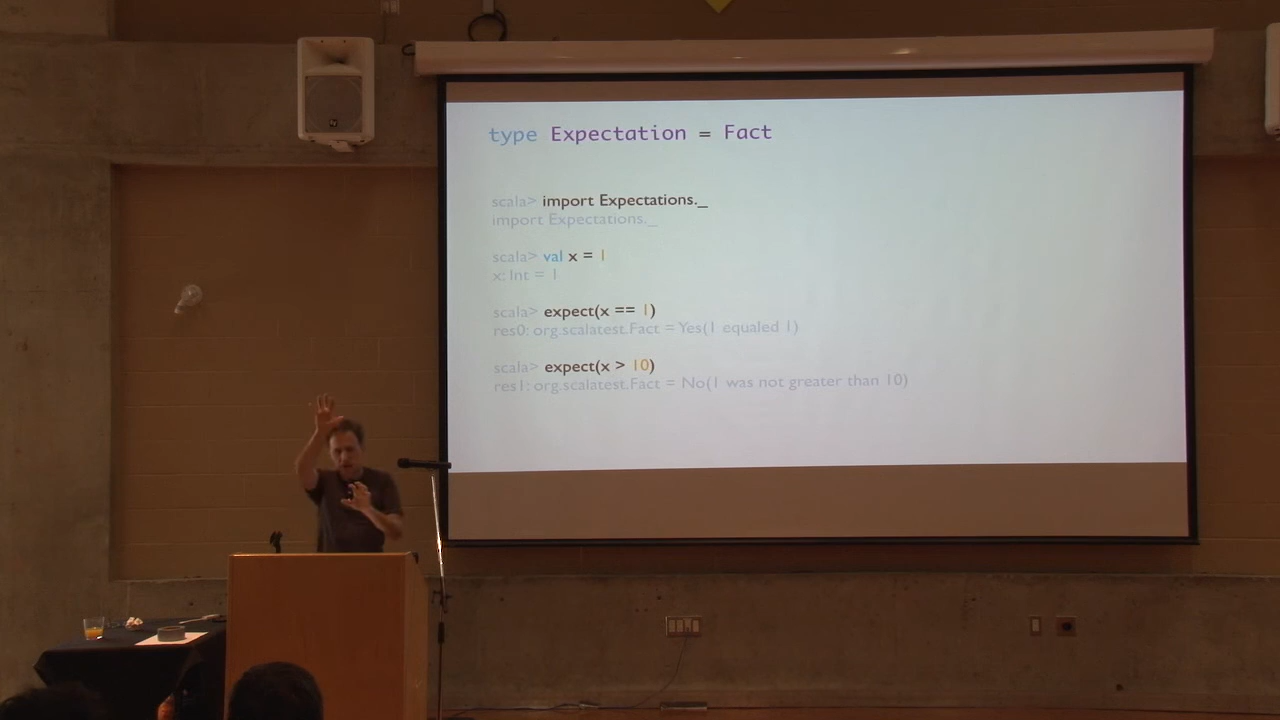 type Expectation = Fact
scala> import Expectations._
import Expectations._
scala> val x = 1
x: Int = 1
scala> expect(x == 1)
res0: org.scalatest.Fact = Yes(1 equaled 1)
scala> expect(x > 10)
res1: org.scalatest.Fact = No(1 was not greater than 10)